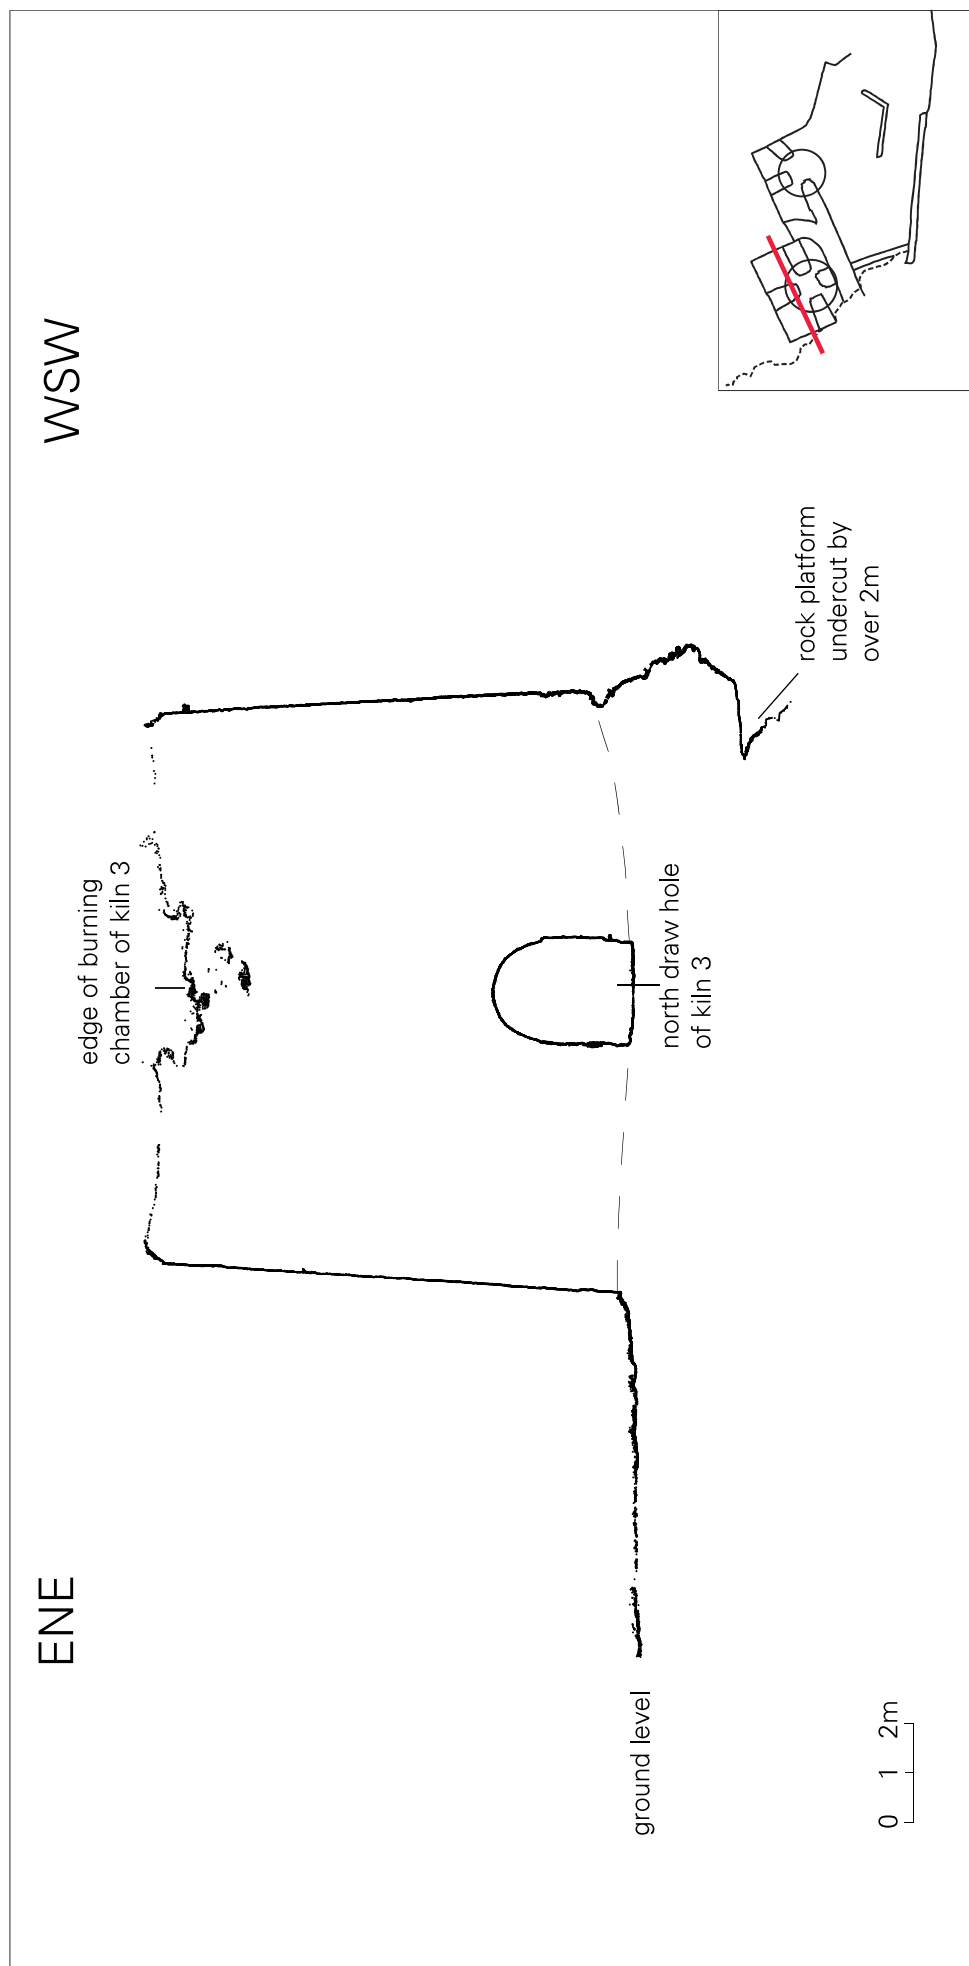 ENE
WSW
edge of burning
chamber of kiln 3
north draw hole
of kiln 3
rock platform
undercut by
over 2m
ground level
0 1 2m